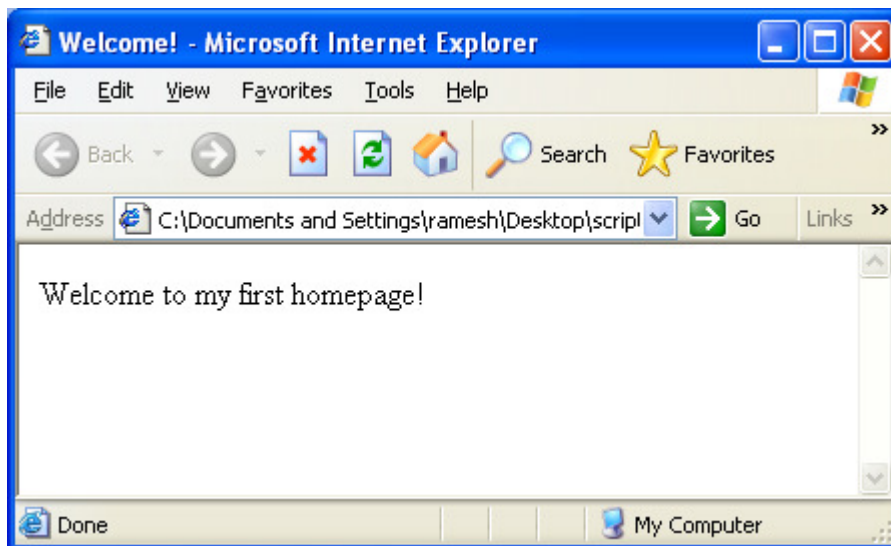 Welcome! - Microsoft Internet Explorer
File Edit View Favorites Tools Help
Back Search Favorites »
Address C:\Documents and Settings\ramesh\Desktop\script Go Links »
Welcome to my first homepage!
Done My Computer